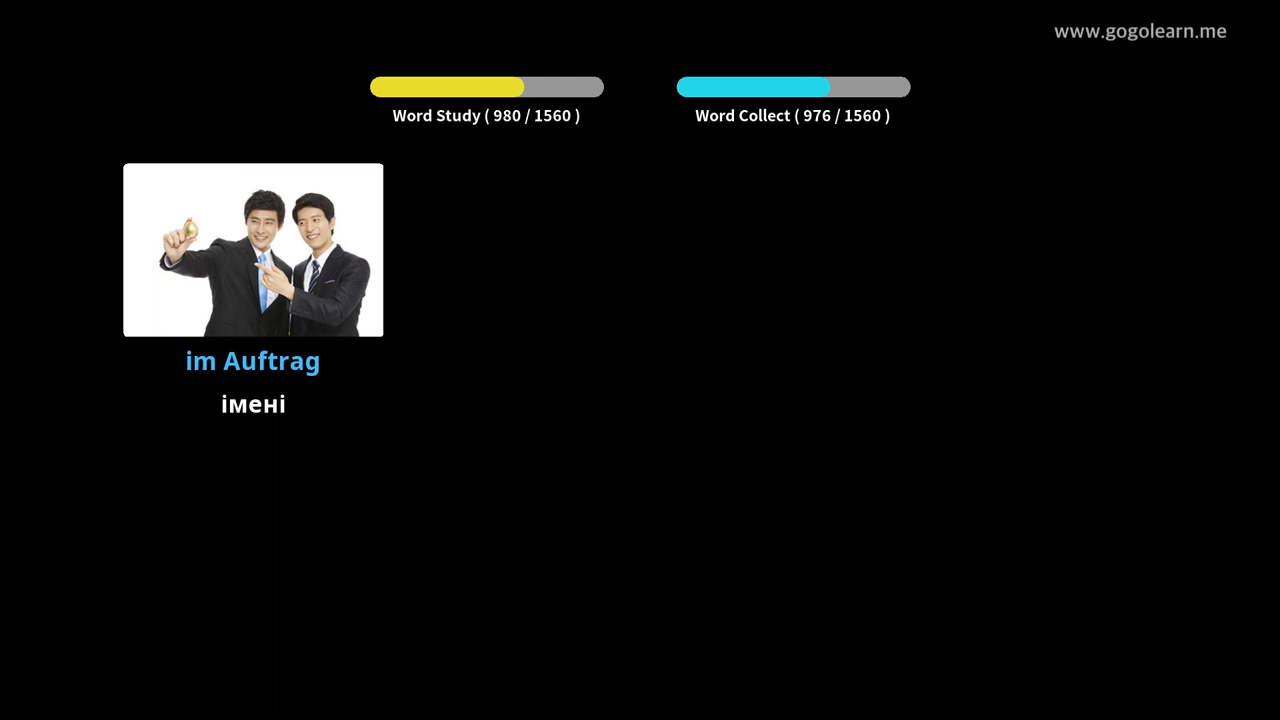 www.gogolearn.me
Word Study ( 980 / 1560 )
Word Collect ( 976 / 1560 )
im Auftrag
імені